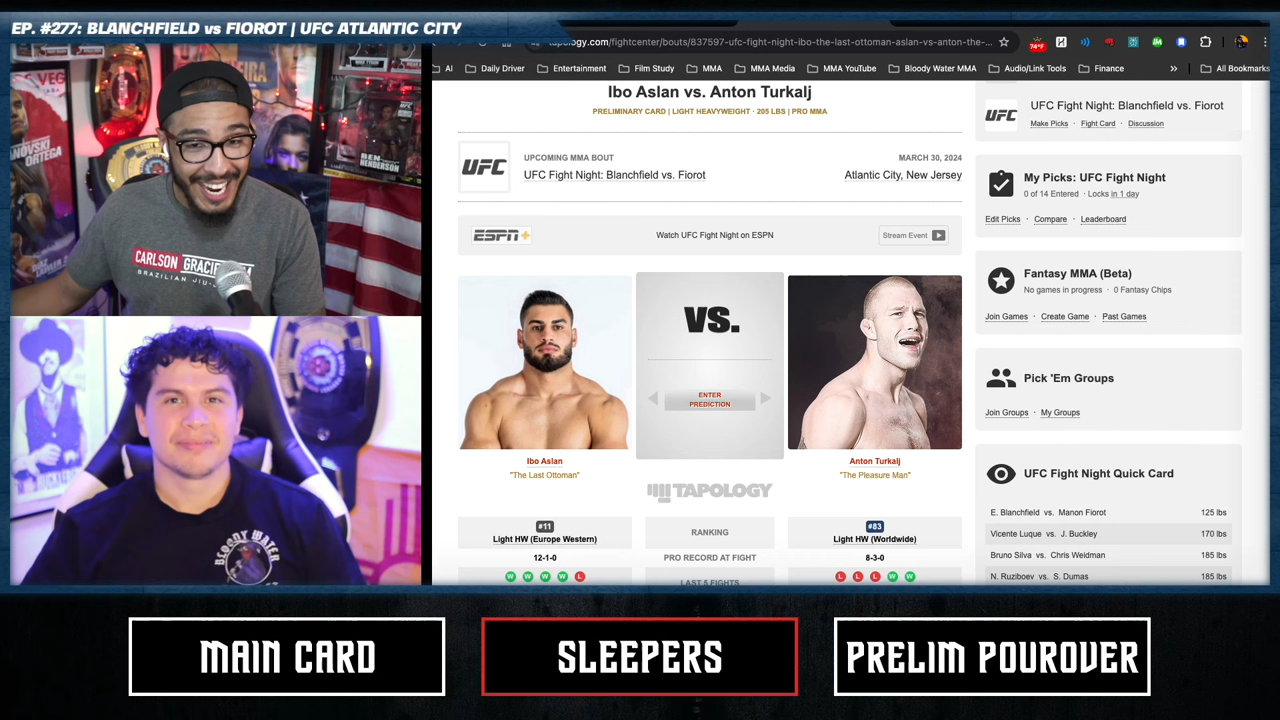 EP. #277: BLANCHFIELD vs FIOROT | UFC ATLANTIC CITY
tapology.com/fightcenter/bouts/837597-ufc-fight-night-ibo-the-last-ottoman-aslan-vs-anton-the-...
74°F
AI
Daily Driver
Entertainment
Film Study
MMA
MMA Media
MMA YouTube
Bloody Water MMA
Audio/Link Tools
Finance
»
All Bookmarks
Ibo Aslan vs. Anton Turkalj
PRELIMINARY CARD | LIGHT HEAVYWEIGHT · 205 LBS | PRO MMA
UFC
UPCOMING MMA BOUT
MARCH 30, 2024
UFC Fight Night: Blanchfield vs. Fiorot
Atlantic City, New Jersey
ESPN+
Watch UFC Fight Night on ESPN
Stream Event
VS.
ENTER
PREDICTION
Ibo Aslan
"The Last Ottoman"
Anton Turkalj
"The Pleasure Man"
TAPOLOGY
#11
Light HW (Europe Western)
RANKING
#83
Light HW (Worldwide)
12-1-0
PRO RECORD AT FIGHT
8-3-0
W W W W L
LAST 5 FIGHTS
L L L W W
UFC
UFC Fight Night: Blanchfield vs. Fiorot
Make Picks · Fight Card · Discussion
My Picks: UFC Fight Night
0 of 14 Entered · Locks in 1 day
Edit Picks · Compare · Leaderboard
Fantasy MMA (Beta)
No games in progress · 0 Fantasy Chips
Join Games · Create Game · Past Games
Pick 'Em Groups
Join Groups · My Groups
UFC Fight Night Quick Card
E. Blanchfield vs. Manon Fiorot 125 lbs
Vicente Luque vs. J. Buckley 170 lbs
Bruno Silva vs. Chris Weidman 185 lbs
N. Ruziboev vs. S. Dumas 185 lbs
VEG
ORTEGA
BEN
HENDERSON
CARLSON GRACIE
BRAZILIAN JIU-J
BLOODY WATER
MAIN CARD
SLEEPERS
PRELIM POUROVER